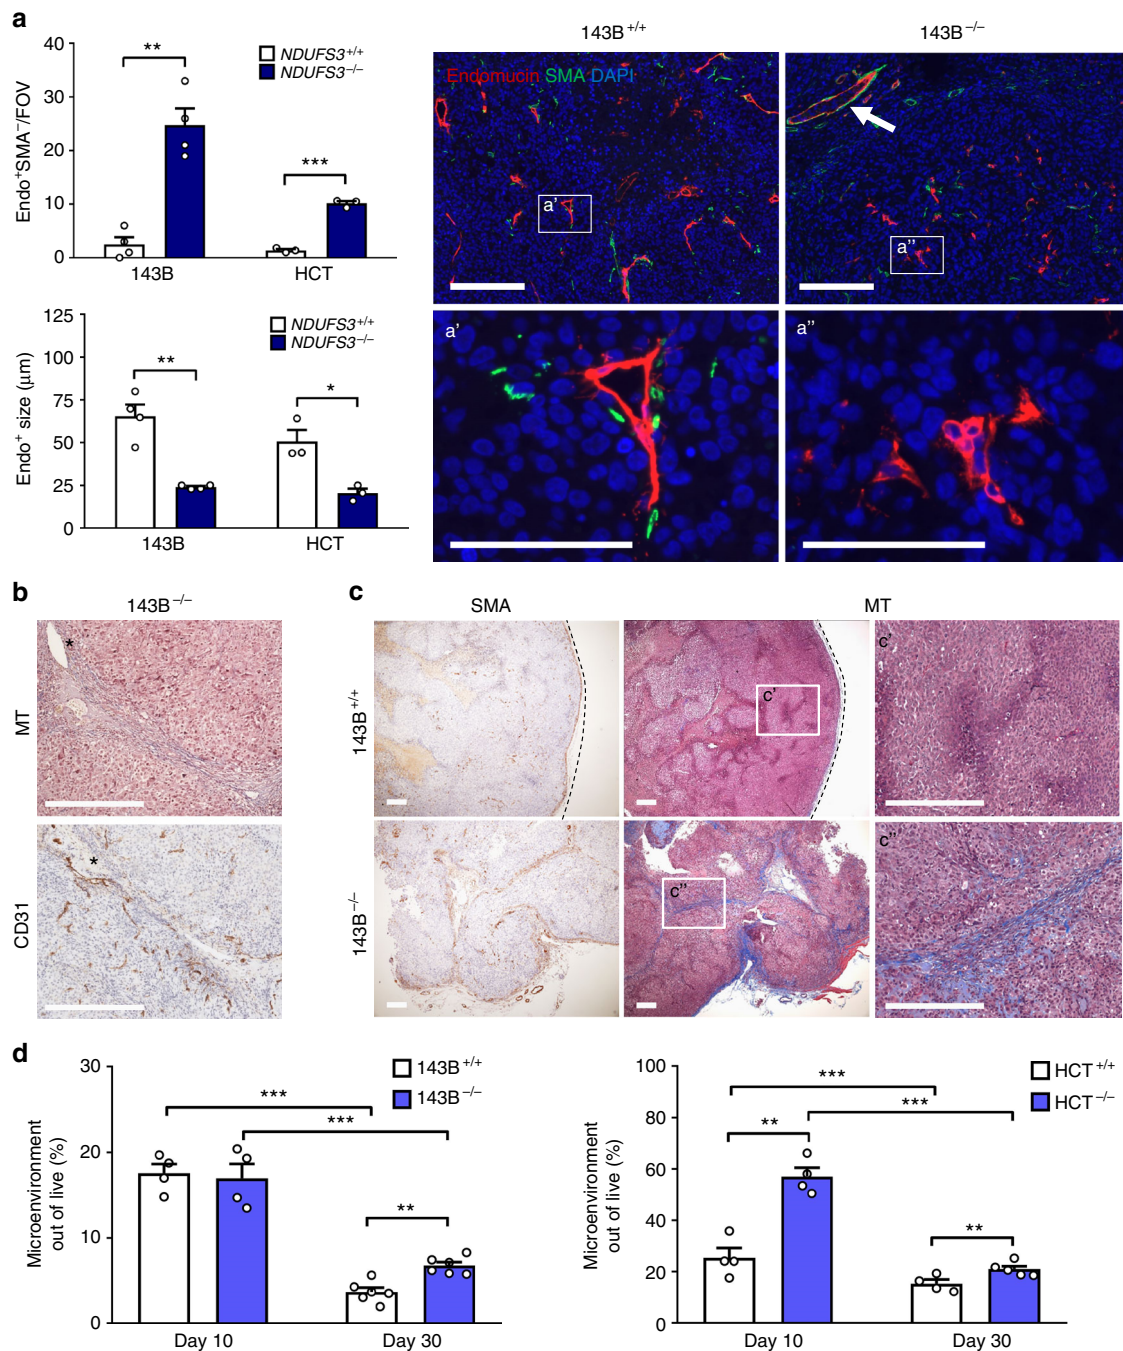 a
Endo+SMA−/FOV
40
30
20
10
0
**
***
NDUFS3+/+
NDUFS3−/−
143B
HCT
Endo+ size (μm)
125
100
75
50
25
0
**
*
NDUFS3+/+
NDUFS3−/−
143B
HCT
143B+/+
143B−/−
Endomucin SMA DAPI
a'
a''
a'
a''
b
143B−/−
MT
*
CD31
*
c
SMA
MT
143B+/+
c'
c'
143B−/−
c''
c''
d
Microenvironment
out of live (%)
30
20
10
0
143B+/+
143B−/−
***
***
**
Day 10
Day 30
Microenvironment
out of live (%)
100
80
60
40
20
0
HCT+/+
HCT−/−
***
***
**
**
Day 10
Day 30